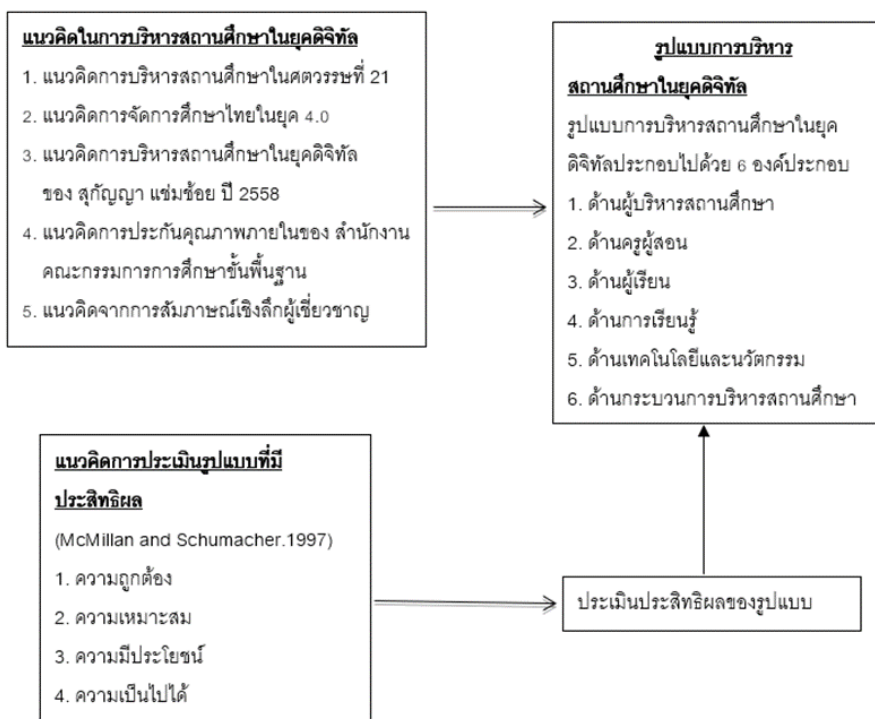 แนวคิดในการบริหารสถานศึกษาในยุคดิจิทัล
1. แนวคิดการบริหารสถานศึกษาในศตวรรษที่ 21
2. แนวคิดการจัดการศึกษาไทยในยุค 4.0
3. แนวคิดการบริหารสถานศึกษาในยุคดิจิทัล
ของ สุกัญญา แช่มช้อย ปี 2558
4. แนวคิดการประกันคุณภาพภายในของ สำนักงาน
คณะกรรมการการศึกษาขั้นพื้นฐาน
5. แนวคิดจากการสัมภาษณ์เชิงลึกผู้เชี่ยวชาญ
รูปแบบการบริหาร
สถานศึกษาในยุคดิจิทัล
รูปแบบการบริหารสถานศึกษาในยุค
ดิจิทัลประกอบไปด้วย 6 องค์ประกอบ
1. ด้านผู้บริหารสถานศึกษา
2. ด้านครูผู้สอน
3. ด้านผู้เรียน
4. ด้านการเรียนรู้
5. ด้านเทคโนโลยีและนวัตกรรม
6. ด้านกระบวนการบริหารสถานศึกษา
แนวคิดการประเมินรูปแบบที่มี
ประสิทธิผล
(McMillan and Schumacher.1997)
1. ความถูกต้อง
2. ความเหมาะสม
3. ความมีประโยชน์
4. ความเป็นไปได้
ประเมินประสิทธิผลของรูปแบบ